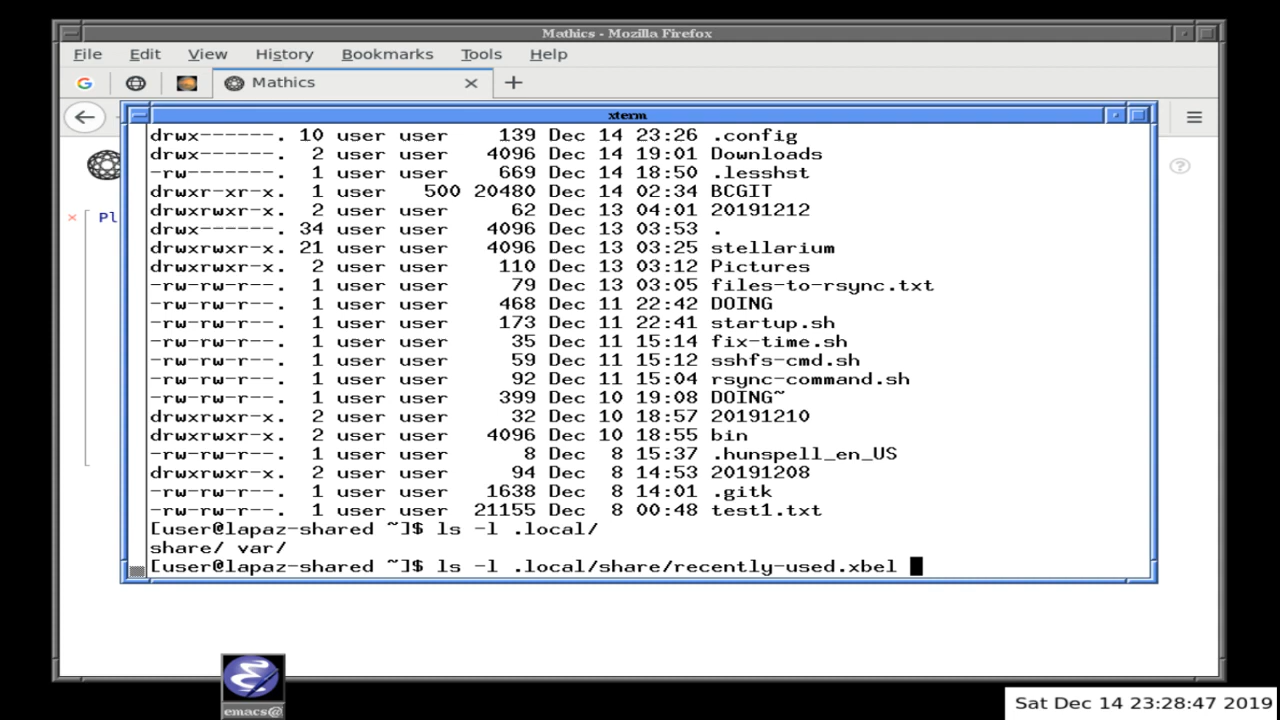 Mathics - Mozilla Firefox
File Edit View History Bookmarks Tools Help
G Mathics
xterm
drwx------. 10 user user 139 Dec 14 23:26 .config
drwx------. 2 user user 4096 Dec 14 19:01 Downloads
-rw-------. 1 user user 669 Dec 14 18:50 .lesshst
drwxr-xr-x. 1 user 500 20480 Dec 14 02:34 BCGIT
drwxrwxr-x. 2 user user 62 Dec 13 04:01 20191212
drwx------. 34 user user 4096 Dec 13 03:53 .
drwxrwxr-x. 21 user user 4096 Dec 13 03:25 stellarium
drwxrwxr-x. 2 user user 110 Dec 13 03:12 Pictures
-rw-rw-r--. 1 user user 79 Dec 13 03:05 files-to-rsync.txt
-rw-rw-r--. 1 user user 468 Dec 11 22:42 DOING
-rw-rw-r--. 1 user user 173 Dec 11 22:41 startup.sh
-rw-rw-r--. 1 user user 35 Dec 11 15:14 fix-time.sh
-rw-rw-r--. 1 user user 59 Dec 11 15:12 sshfs-cmd.sh
-rw-rw-r--. 1 user user 92 Dec 11 15:04 rsync-command.sh
-rw-rw-r--. 1 user user 399 Dec 10 19:08 DOING~
drwxrwxr-x. 2 user user 32 Dec 10 18:57 20191210
drwxrwxr-x. 2 user user 4096 Dec 10 18:55 bin
-rw-rw-r--. 1 user user 8 Dec 8 15:37 .hunspell_en_US
drwxrwxr-x. 2 user user 94 Dec 8 14:53 20191208
-rw-rw-r--. 1 user user 1638 Dec 8 14:01 .gitk
-rw-rw-r--. 1 user user 21155 Dec 8 00:48 test1.txt
[user@lapaz-shared ~]$ ls -l .local/
share/ var/
[user@lapaz-shared ~]$ ls -l .local/share/recently-used.xbel
Pl
emacs@
Sat Dec 14 23:28:47 2019